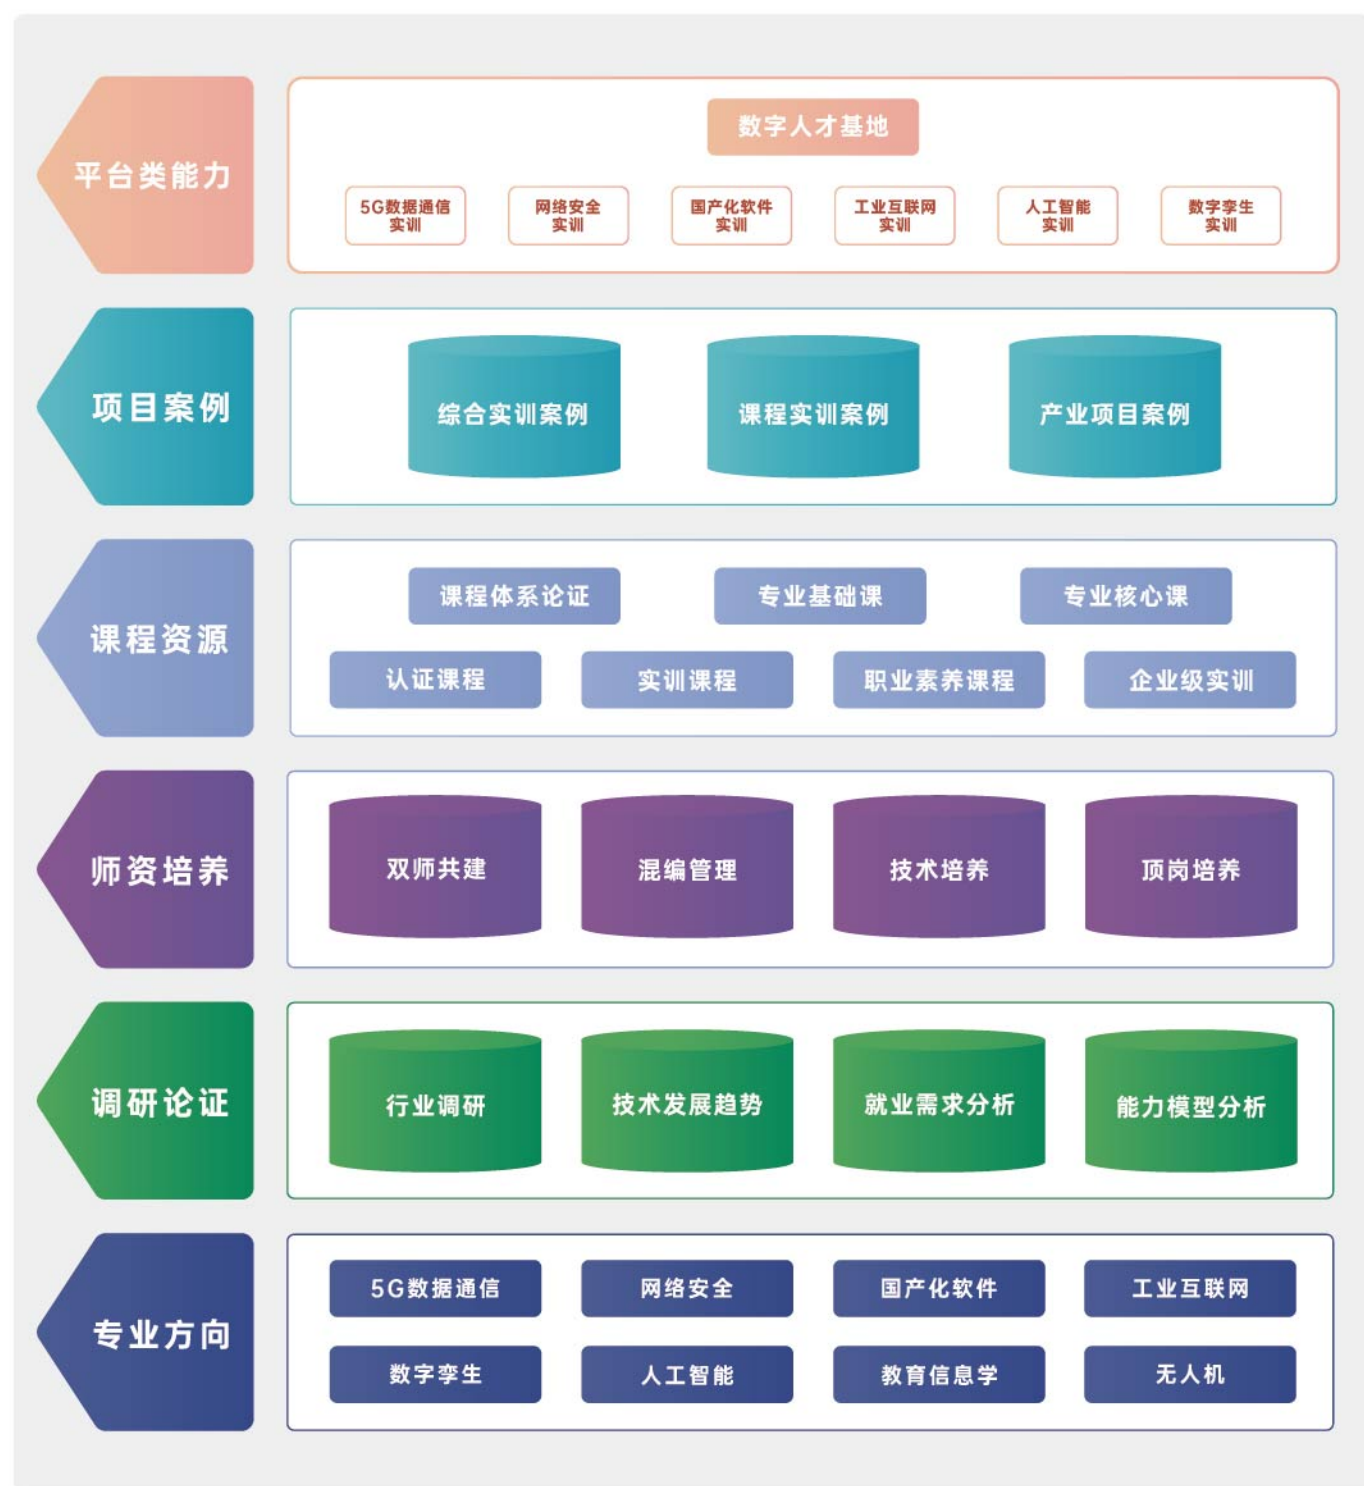 平台类能力
数字人才基地
5G数据通信
实训
网络安全
实训
国产化软件
实训
工业互联网
实训
人工智能
实训
数字孪生
实训
项目案例
综合实训案例
课程实训案例
产业项目案例
课程资源
课程体系论证
专业基础课
专业核心课
认证课程
实训课程
职业素养课程
企业级实训
师资培养
双师共建
混编管理
技术培养
顶岗培养
调研论证
行业调研
技术发展趋势
就业需求分析
能力模型分析
专业方向
5G数据通信
网络安全
国产化软件
工业互联网
数字孪生
人工智能
教育信息学
无人机